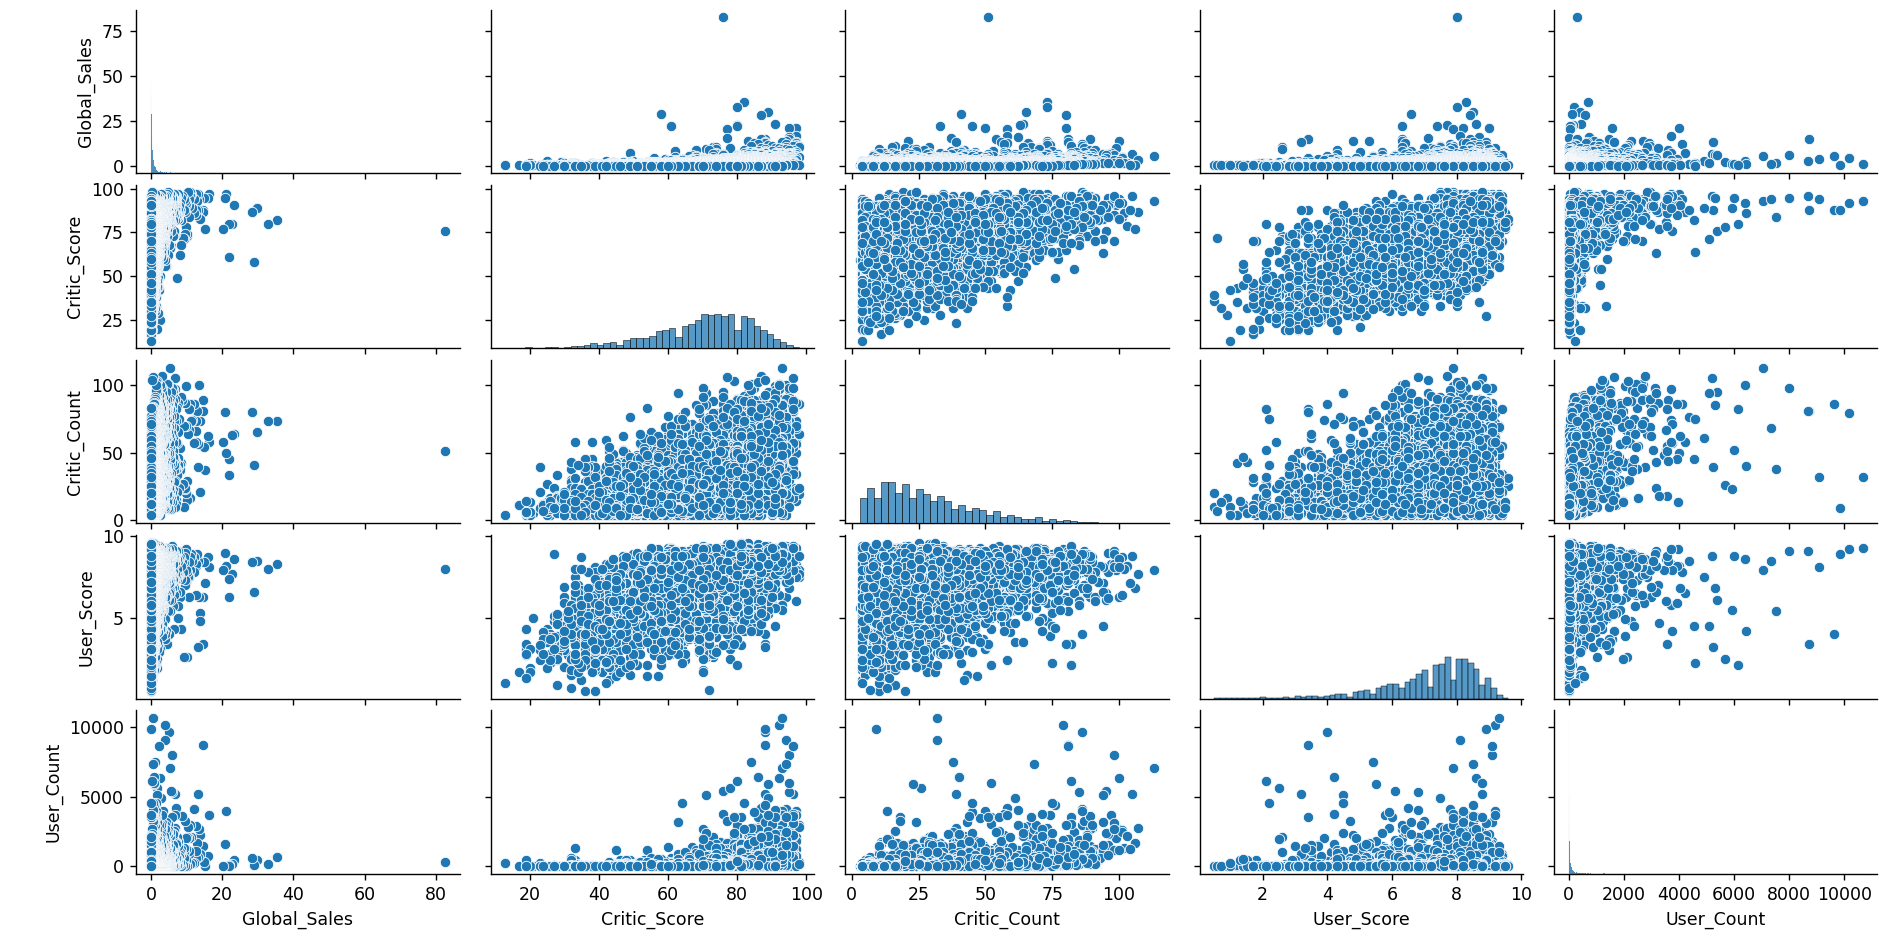 75
50
25
0
Global_Sales
100
75
50
25
Critic_Score
100
50
0
Critic_Count
10
5
User_Score
10000
5000
0
User_Count
0 20 40 60 80
Global_Sales
20 40 60 80 100
Critic_Score
0 25 50 75 100
Critic_Count
2 4 6 8 10
User_Score
0 2000 4000 6000 8000 10000
User_Count